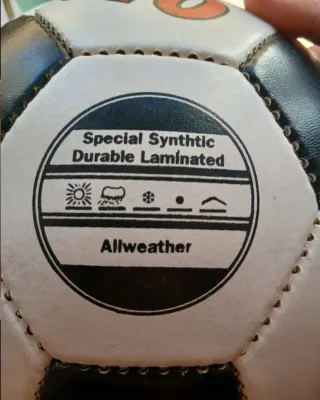 Special Synthtic
Durable Laminated
Allweather